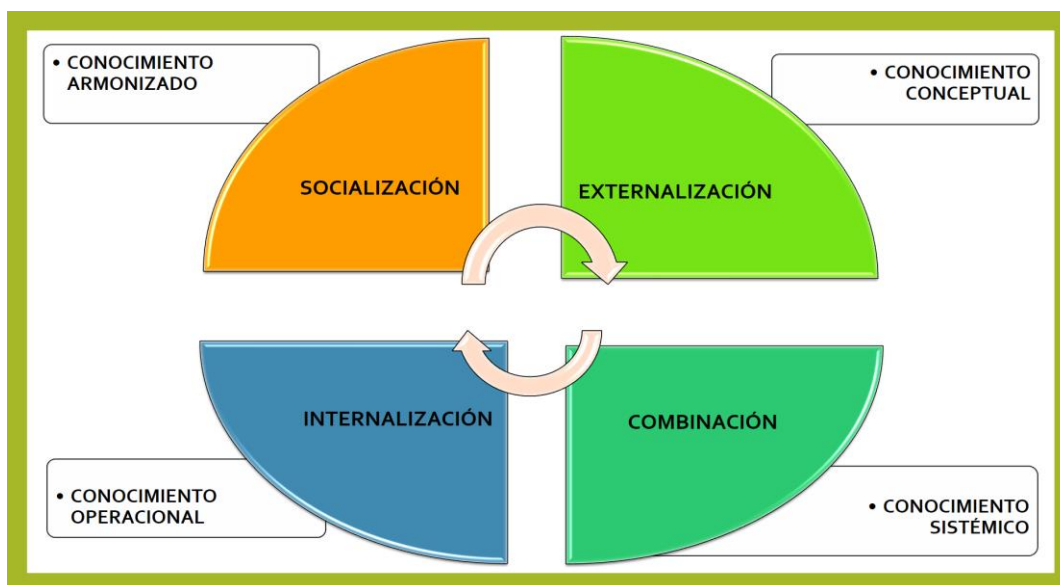 • CONOCIMIENTO
ARMONIZADO
• CONOCIMIENTO
CONCEPTUAL
SOCIALIZACIÓN
EXTERNALIZACIÓN
INTERNALIZACIÓN
COMBINACIÓN
• CONOCIMIENTO
OPERACIONAL
• CONOCIMIENTO
SISTÉMICO